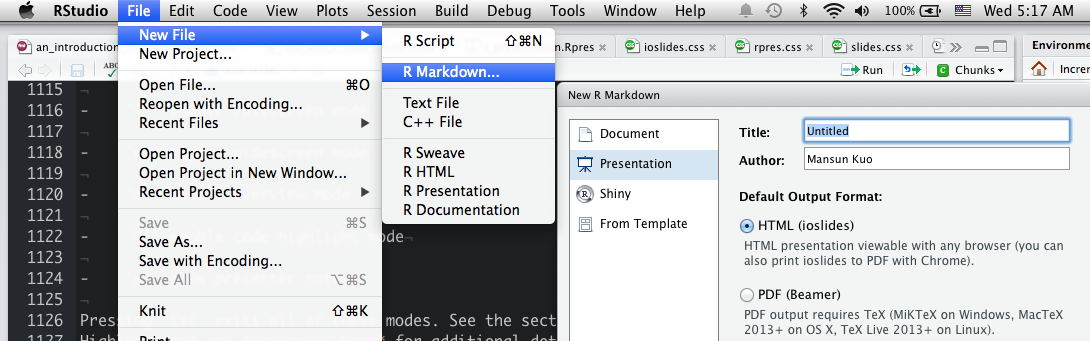 RStudio File Edit Code View Plots Session Build Debug Tools Window Help 100% Wed 5:17 AM
an_introduction .Rpres ioslides.css rpres.css slides.css Environme
ABC Run Chunks Incre
New File
New Project...
Open File... ⌘O
Reopen with Encoding...
Recent Files
Open Project...
Open Project in New Window...
Recent Projects
Save ⌘S
Save As...
Save with Encoding...
Save All ⌥⌘S
Knit ⇧⌘K
Print
R Script ⇧⌘N
R Markdown...
Text File
C++ File
R Sweave
R HTML
R Presentation
R Documentation
1115 ¬
1116 -
1117 ¬
1118 -
1119 ¬
1120 -
1121 ¬
1122 - mode¬
1123 ¬
1124 -
1125 ¬
1126 Press modes. See the sect
1127 High for additional det
New R Markdown
Document
Presentation
Shiny
From Template
Title: Untitled
Author: Mansun Kuo
Default Output Format:
HTML (ioslides)
HTML presentation viewable with any browser (you can
also print ioslides to PDF with Chrome).
PDF (Beamer)
PDF output requires TeX (MiKTeX on Windows, MacTeX
2013+ on OS X, TeX Live 2013+ on Linux).